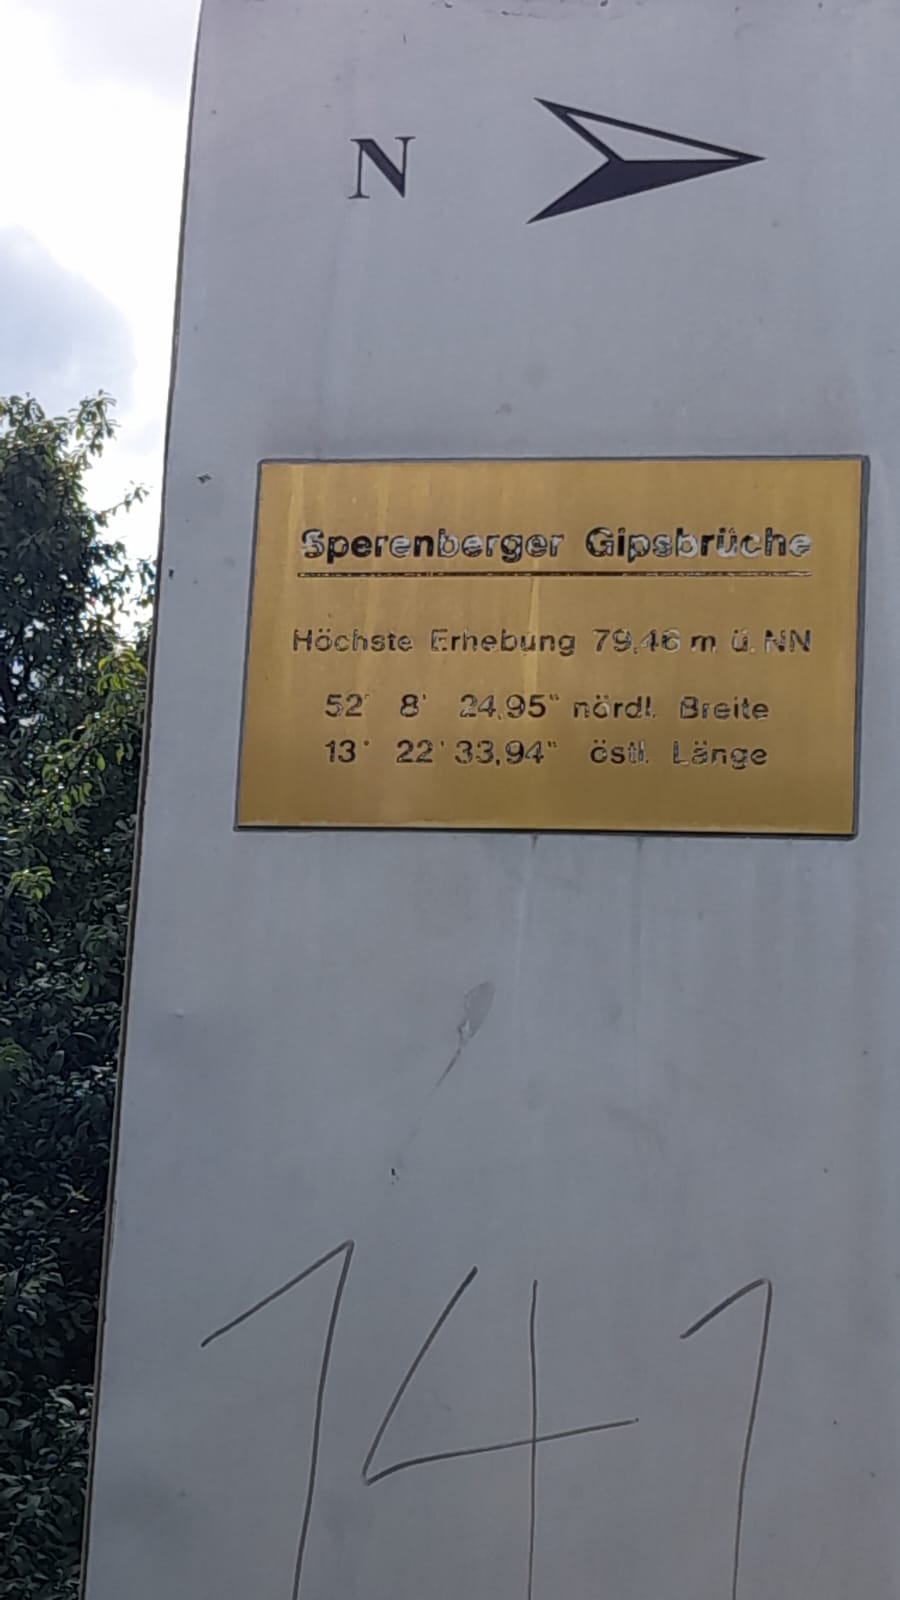 N
Sperenberger Gipsbrüche
Höchste Erhebung 79,46 m ü. NN
52° 8' 24,95" nördl. Breite
13° 22' 33,94" östl. Länge
141